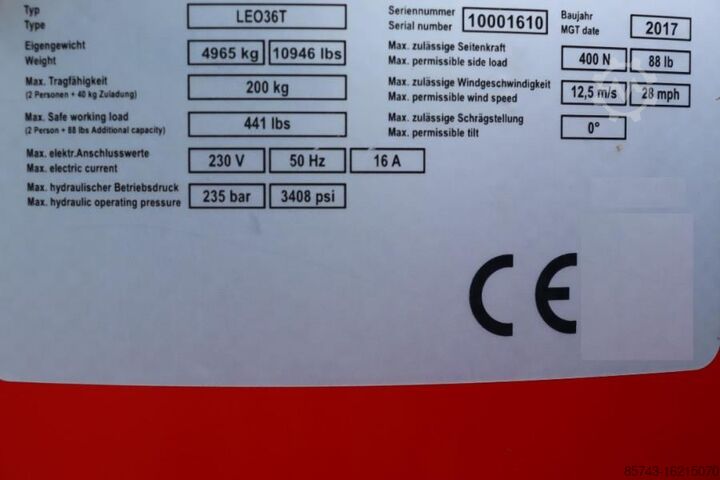 Typ
Type
LEO36T
Eigengewicht
Weight
4965 kg
10946 lbs
Max. Tragfähigkeit
(2 Personen + 40 kg Zuladung)
200 kg
Max. Safe working load
(2 Person + 88 lbs Additional capacity)
441 lbs
Max. elektr.Anschlusswerte
Max. electric current
230 V
50 Hz
16 A
Max. hydraulischer Betriebsdruck
Max. hydraulic operating pressure
235 bar
3408 psi
Seriennummer
Serial number
10001610
Baujahr
MGT date
2017
Max. zulässige Seitenkraft
Max. permissible side load
400 N
88 lb
Max. zulässige Windgeschwindigkeit
Max. permissible wind speed
12,5 m/s
28 mph
Max. zulässige Schrägstellung
Max. permissible tilt
0°
CE
85743-16215070